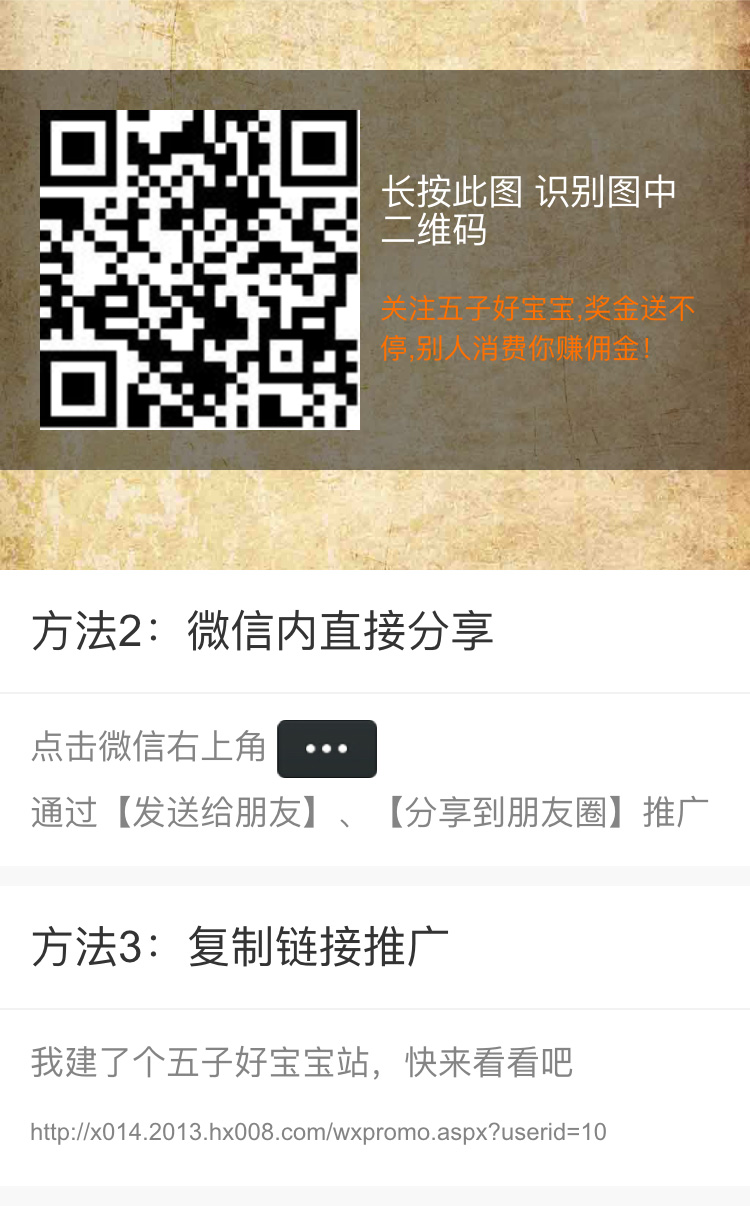 长按此图 识别图中
二维码
关注五子好宝宝,奖金送不
停,别人消费你赚佣金!
方法2：微信内直接分享
点击微信右上角
通过【发送给朋友】、【分享到朋友圈】推广
方法3：复制链接推广
我建了个五子好宝宝站，快来看看吧
http://x014.2013.hx008.com/wxpromo.aspx?userid=10